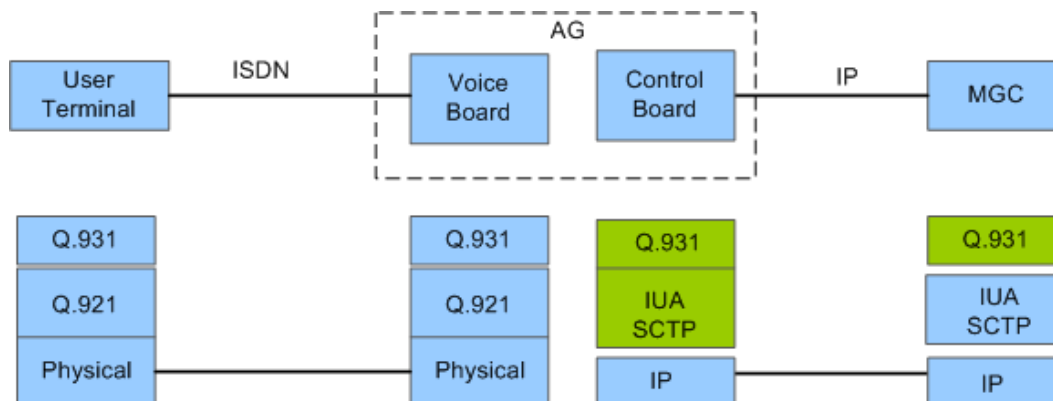 AG
ISDN
IP
User
Terminal
Voice
Board
Control
Board
MGC
Q.931
Q.931
Q.931
Q.931
Q.921
Q.921
IUA
SCTP
IUA
SCTP
Physical
Physical
IP
IP